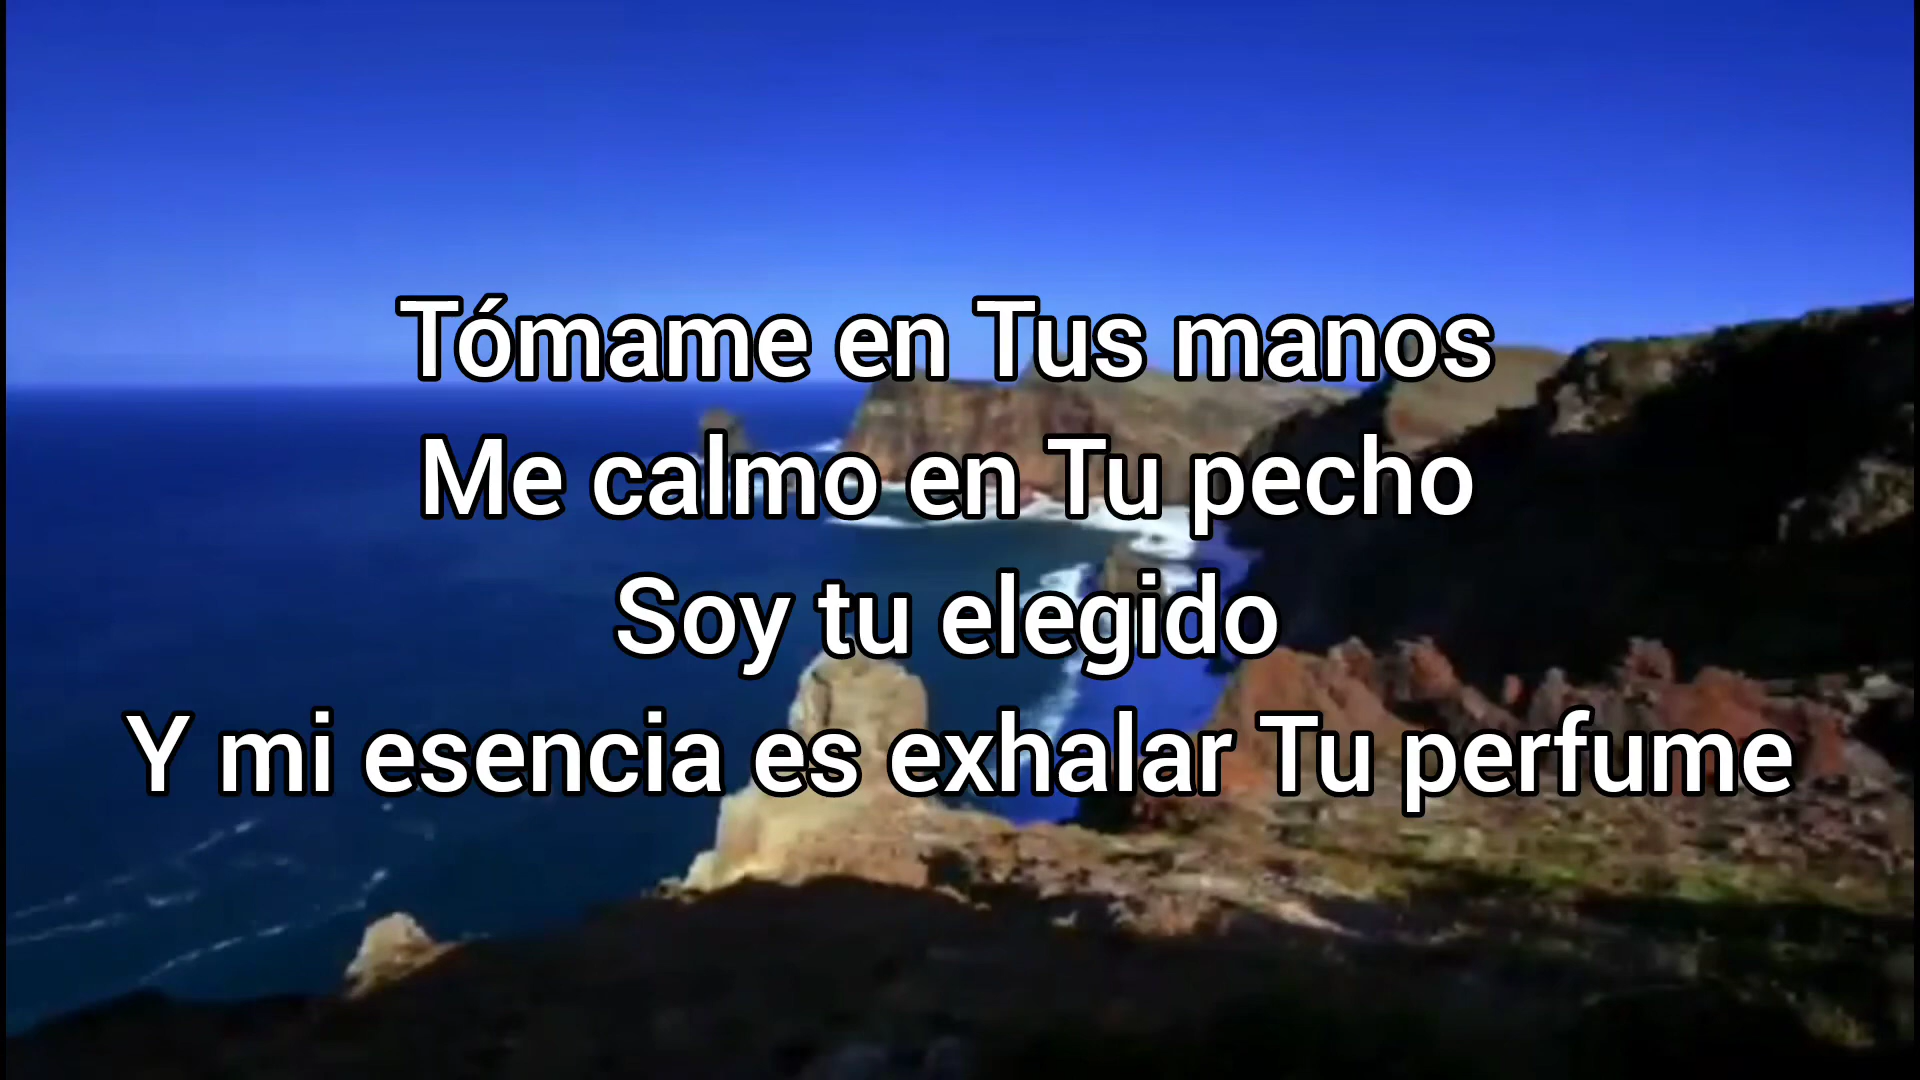 Tómame en Tus manos
Me calmo en Tu pecho
Soy tu elegido
Y mi esencia es exhalar Tu perfume